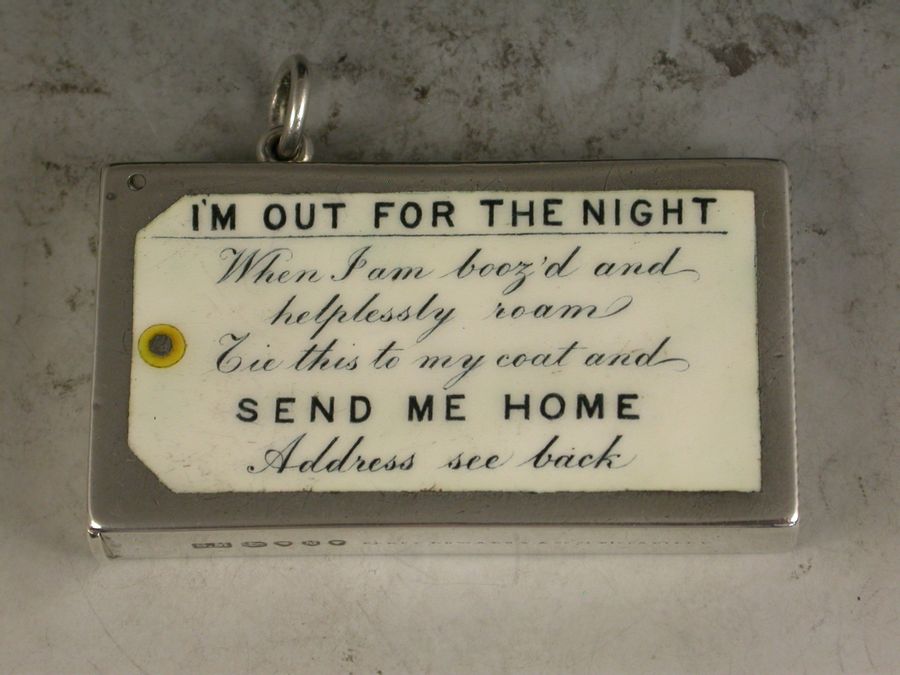 I'M OUT FOR THE NIGHT
When I am booz'd and
helplessly roam
Tie this to my coat and
SEND ME HOME
Address see back